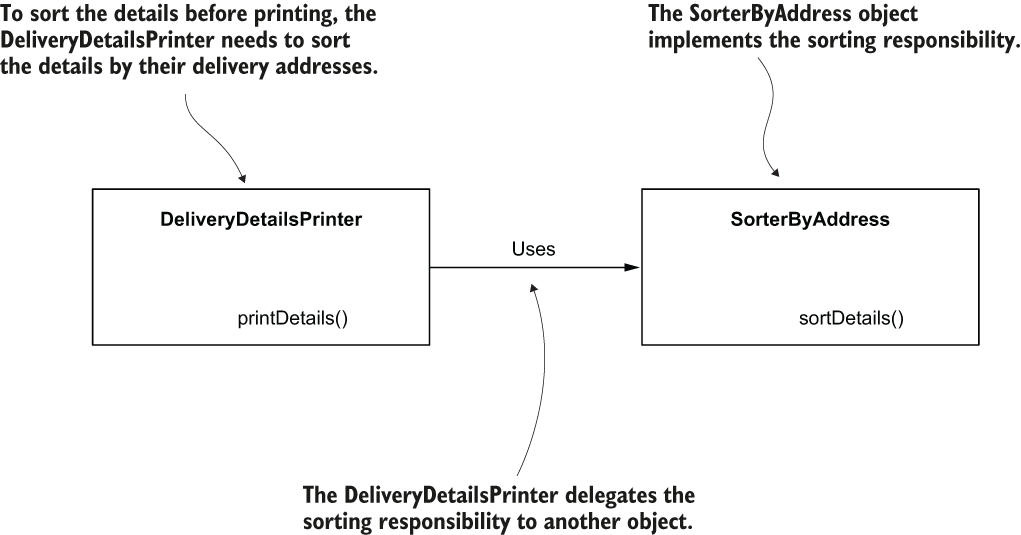 To sort the details before printing, the
DeliveryDetailsPrinter needs to sort
the details by their delivery addresses.
The SorterByAddress object
implements the sorting responsibility.
DeliveryDetailsPrinter
printDetails()
Uses
SorterByAddress
sortDetails()
The DeliveryDetailsPrinter delegates the
sorting responsibility to another object.